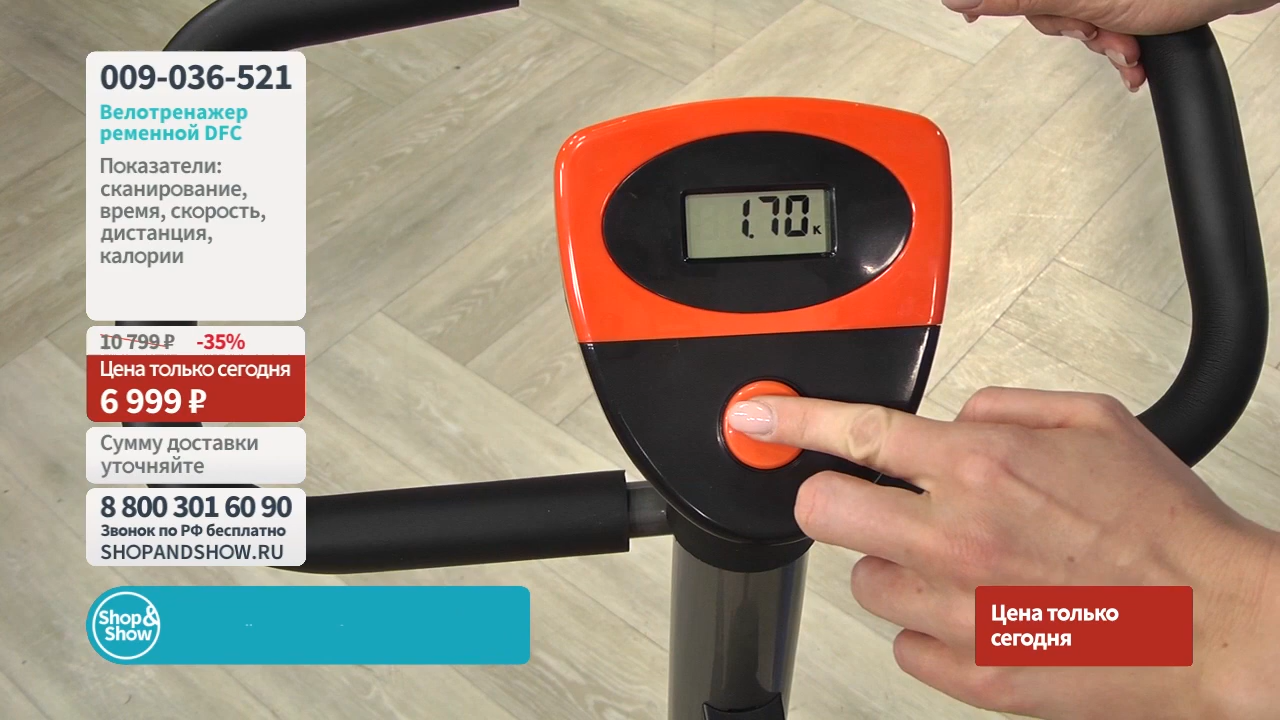 009-036-521
Велотренажер
ременной DFC
Показатели:
сканирование,
время, скорость,
дистанция,
калории
10 799 ₽ -35%
Цена только сегодня
6 999 ₽
Сумму доставки
уточняйте
8 800 301 60 90
Звонок по РФ бесплатно
SHOPANDSHOW.RU
Shop&
Show
1.70 K
Цена только
сегодня